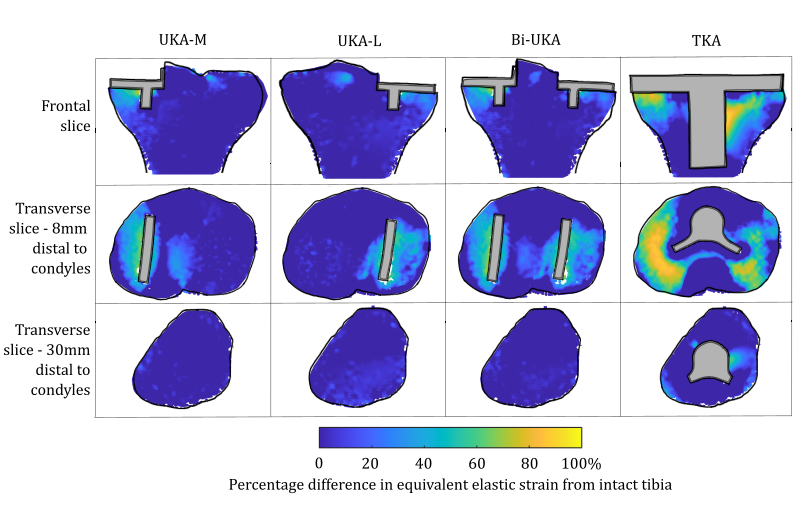 UKA-M UKA-L Bi-UKA TKA
Frontal
slice
Transverse
slice - 8mm
distal to
condyles
Transverse
slice - 30mm
distal to
condyles
0 20 40 60 80 100%
Percentage difference in equivalent elastic strain from intact tibia